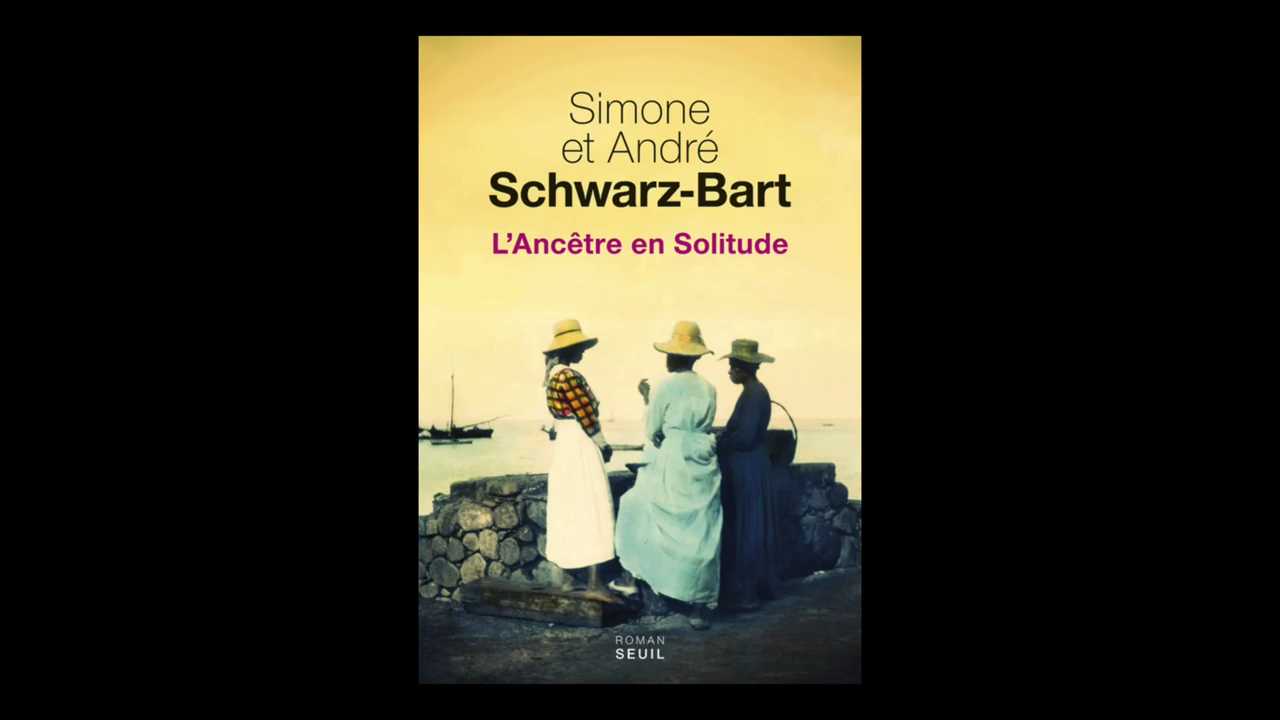 Simone
et André
Schwarz-Bart
L’Ancêtre en Solitude
ROMAN
SEUIL